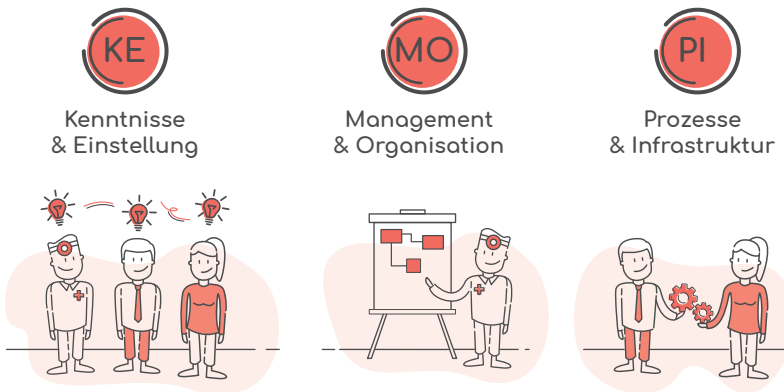 KE
Kenntnisse
& Einstellung
MO
Management
& Organisation
PI
Prozesse
& Infrastruktur